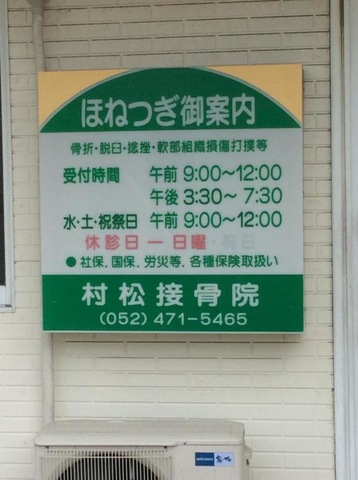 ほねつぎ御案内
骨折・脱臼・捻挫・軟部組織損傷打撲等
受付時間 午前 9:00～12:00
午後 3:30～7:30
水・土・祝祭日 午前 9:00～12:00
休診日 ー 日曜・祝日
●社保.国保.労災等.各種保険取扱い
村松接骨院
(052) 471-5465
MITSUBISHI